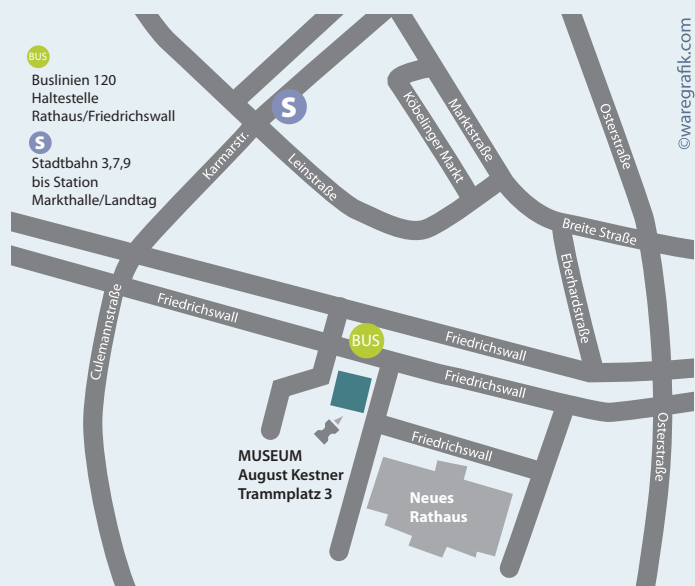 BUS
Buslinien 120
Haltestelle
Rathaus/Friedrichswall
S
Stadtbahn 3,7,9
bis Station
Markthalle/Landtag
©waregrafik.com
S
Karmarstr.
Leinstraße
Köbelinger Markt
Marktstraße
Osterstraße
Breite Straße
Eberhardstraße
Culemannstraße
Friedrichswall
BUS
Friedrichswall
Friedrichswall
Friedrichswall
Osterstraße
MUSEUM
August Kestner
Trammplatz 3
Neues
Rathaus